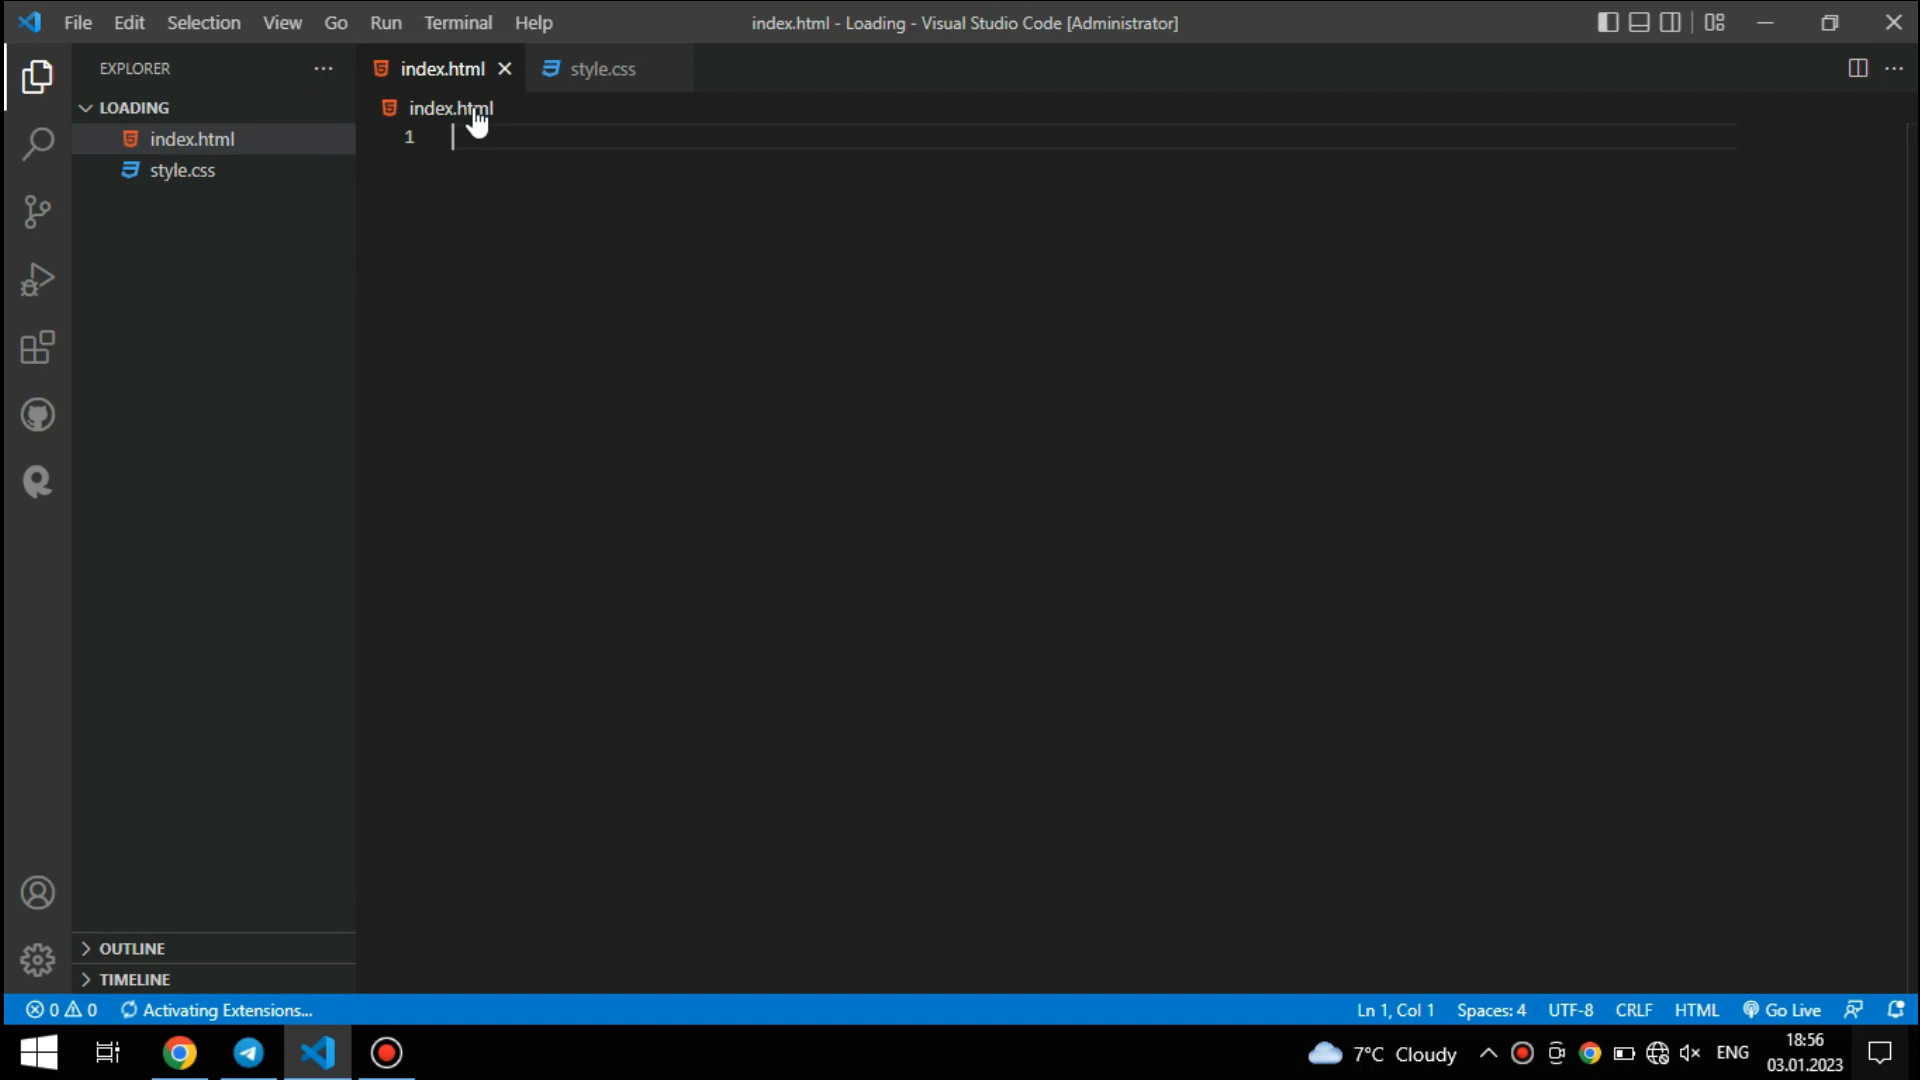 File Edit Selection View Go Run Terminal Help index.html - Loading - Visual Studio Code [Administrator]
EXPLORER
index.html
style.css
LOADING
index.html
1
index.html
style.css
OUTLINE
TIMELINE
0 0 Activating Extensions... Ln 1, Col 1 Spaces: 4 UTF-8 CRLF HTML Go Live
7°C Cloudy ENG 18:56
03.01.2023